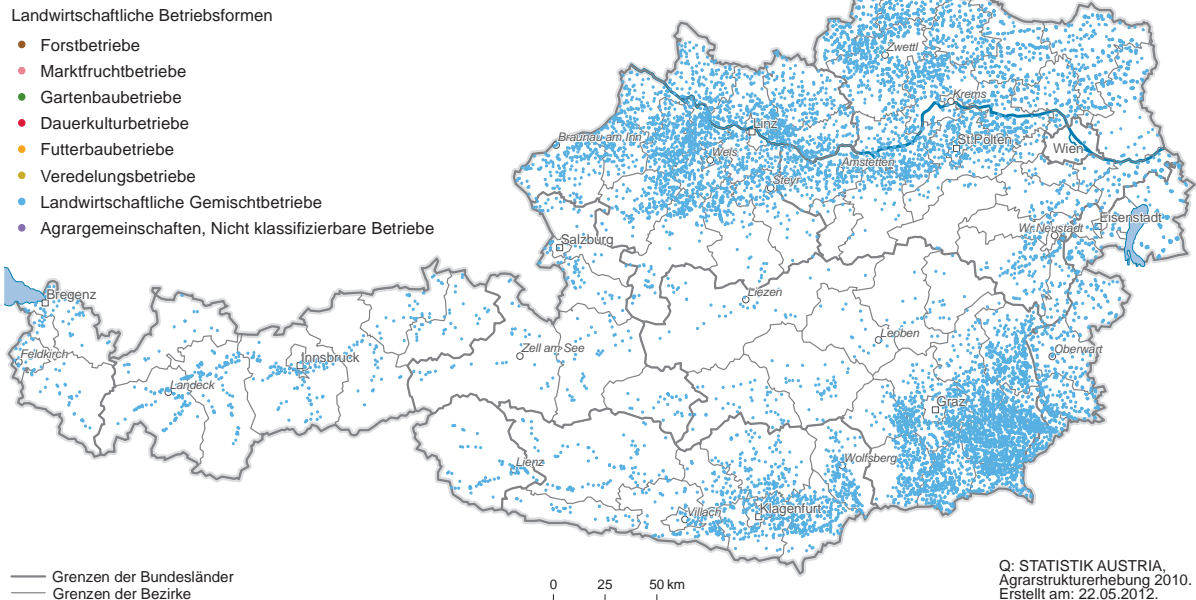 Landwirtschaftliche Betriebsformen
Forstbetriebe
Marktfruchtbetriebe
Gartenbaubetriebe
Dauerkulturbetriebe
Futterbaubetriebe
Veredelungsbetriebe
Landwirtschaftliche Gemischtbetriebe
Agrargemeinschaften, Nicht klassifizierbare Betriebe
Zwettl
Krems
Linz
Braunau am Inn
Wels
St.Pölten
Wien
Amstetten
Steyr
Eisenstadt
Wr.Neustadt
Salzburg
Bregenz
Liezen
Leoben
Feldkirch
Innsbruck
Zell am See
Oberwart
Landeck
Graz
Lienz
Wolfsberg
Villach
Klagenfurt
Grenzen der Bundesländer
Grenzen der Bezirke
0 25 50 km
Q: STATISTIK AUSTRIA,
Agrarstrukturerhebung 2010.
Erstellt am: 22.05.2012.